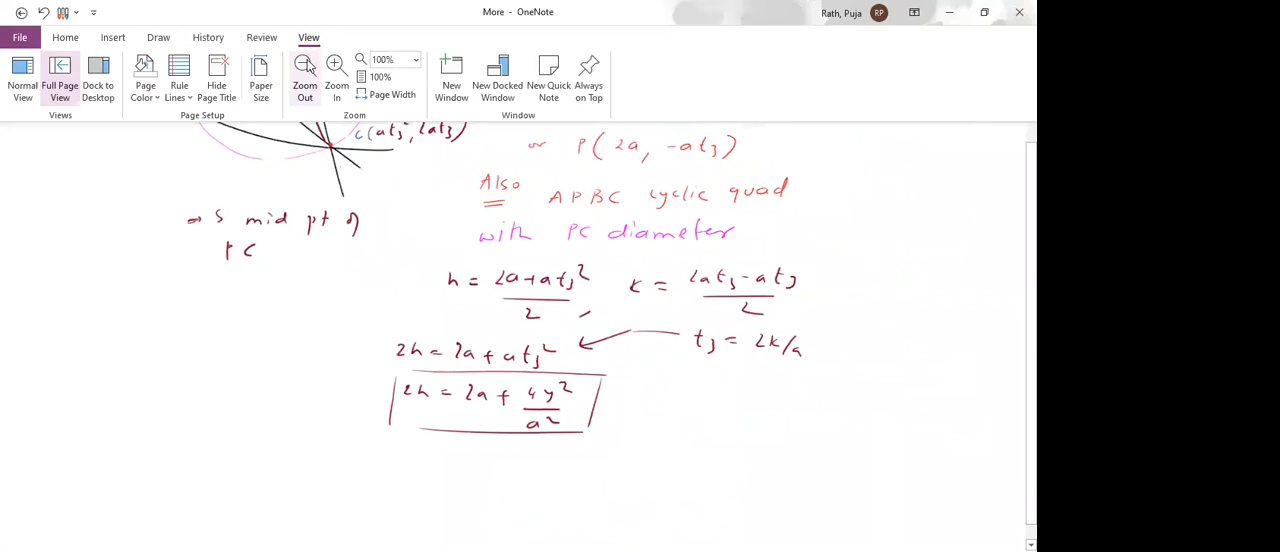 More - OneNote
Rath, Puja RP
File Home Insert Draw History Help View
100%
100%
Page Width
Normal View
Full Page View
Dock to Desktop
Page Color
Rule Lines
Hide Page Title
Paper Size
Zoom Out
Zoom In
New Window
New Docked Window
New Quick Note
Always on Top
Views
Page Setup
Zoom
Window
C(at₃², 2at₃)
or P(2a, -at₃)
Also APBC cyclic quad
with PC diameter
→ S mid pt of
PC
h = (2a + at₃²)/2 k = (2at₃ - at₃)/2
t₃ = 2k/a
2h = 2a + at₃²
2h = 2a + 4y²/a²